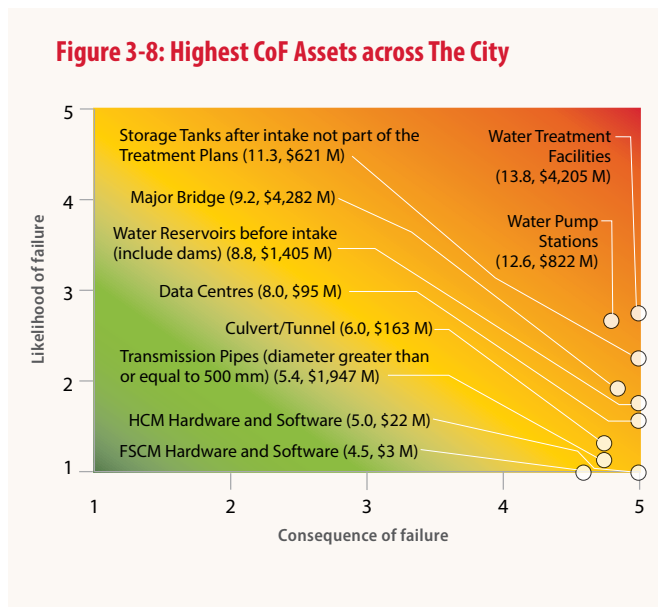 Figure 3-8: Highest CoF Assets across The City
5
Storage Tanks after intake not part of the
Treatment Plans (11.3, $621 M)
Water Treatment
Facilities
(13.8, $4,205 M)
4
Major Bridge (9.2, $4,282 M)
Water Reservoirs before intake
(include dams) (8.8, $1,405 M)
Water Pump
Stations
(12.6, $822 M)
Likelihood of failure
3
Data Centres (8.0, $95 M)
Culvert/Tunnel (6.0, $163 M)
Transmission Pipes (diameter greater than
or equal to 500 mm) (5.4, $1,947 M)
2
HCM Hardware and Software (5.0, $22 M)
FSCM Hardware and Software (4.5, $3 M)
1
1 2 3 4 5
Consequence of failure